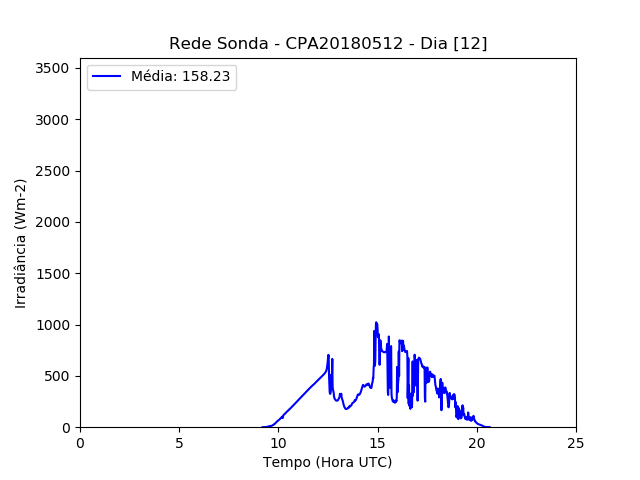 Rede Sonda - CPA20180512 - Dia [12]
Média: 158.23
3500
3000
2500
2000
1500
1000
500
0
Irradiância (Wm-2)
0 5 10 15 20 25
Tempo (Hora UTC)